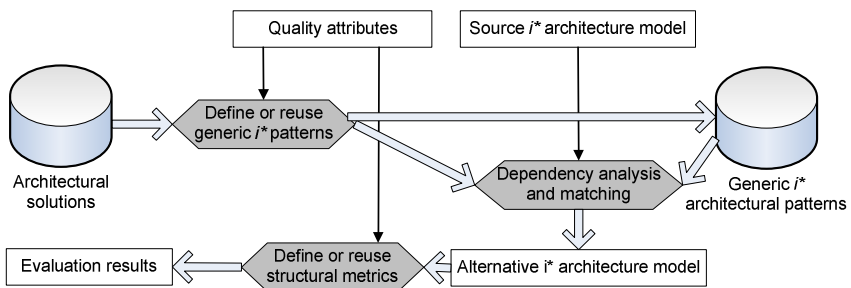 Quality attributes
Source i* architecture model
Define or reuse
generic i* patterns
Architectural
solutions
Dependency analysis
and matching
Generic i*
architectural patterns
Evaluation results
Define or reuse
structural metrics
Alternative i* architecture model